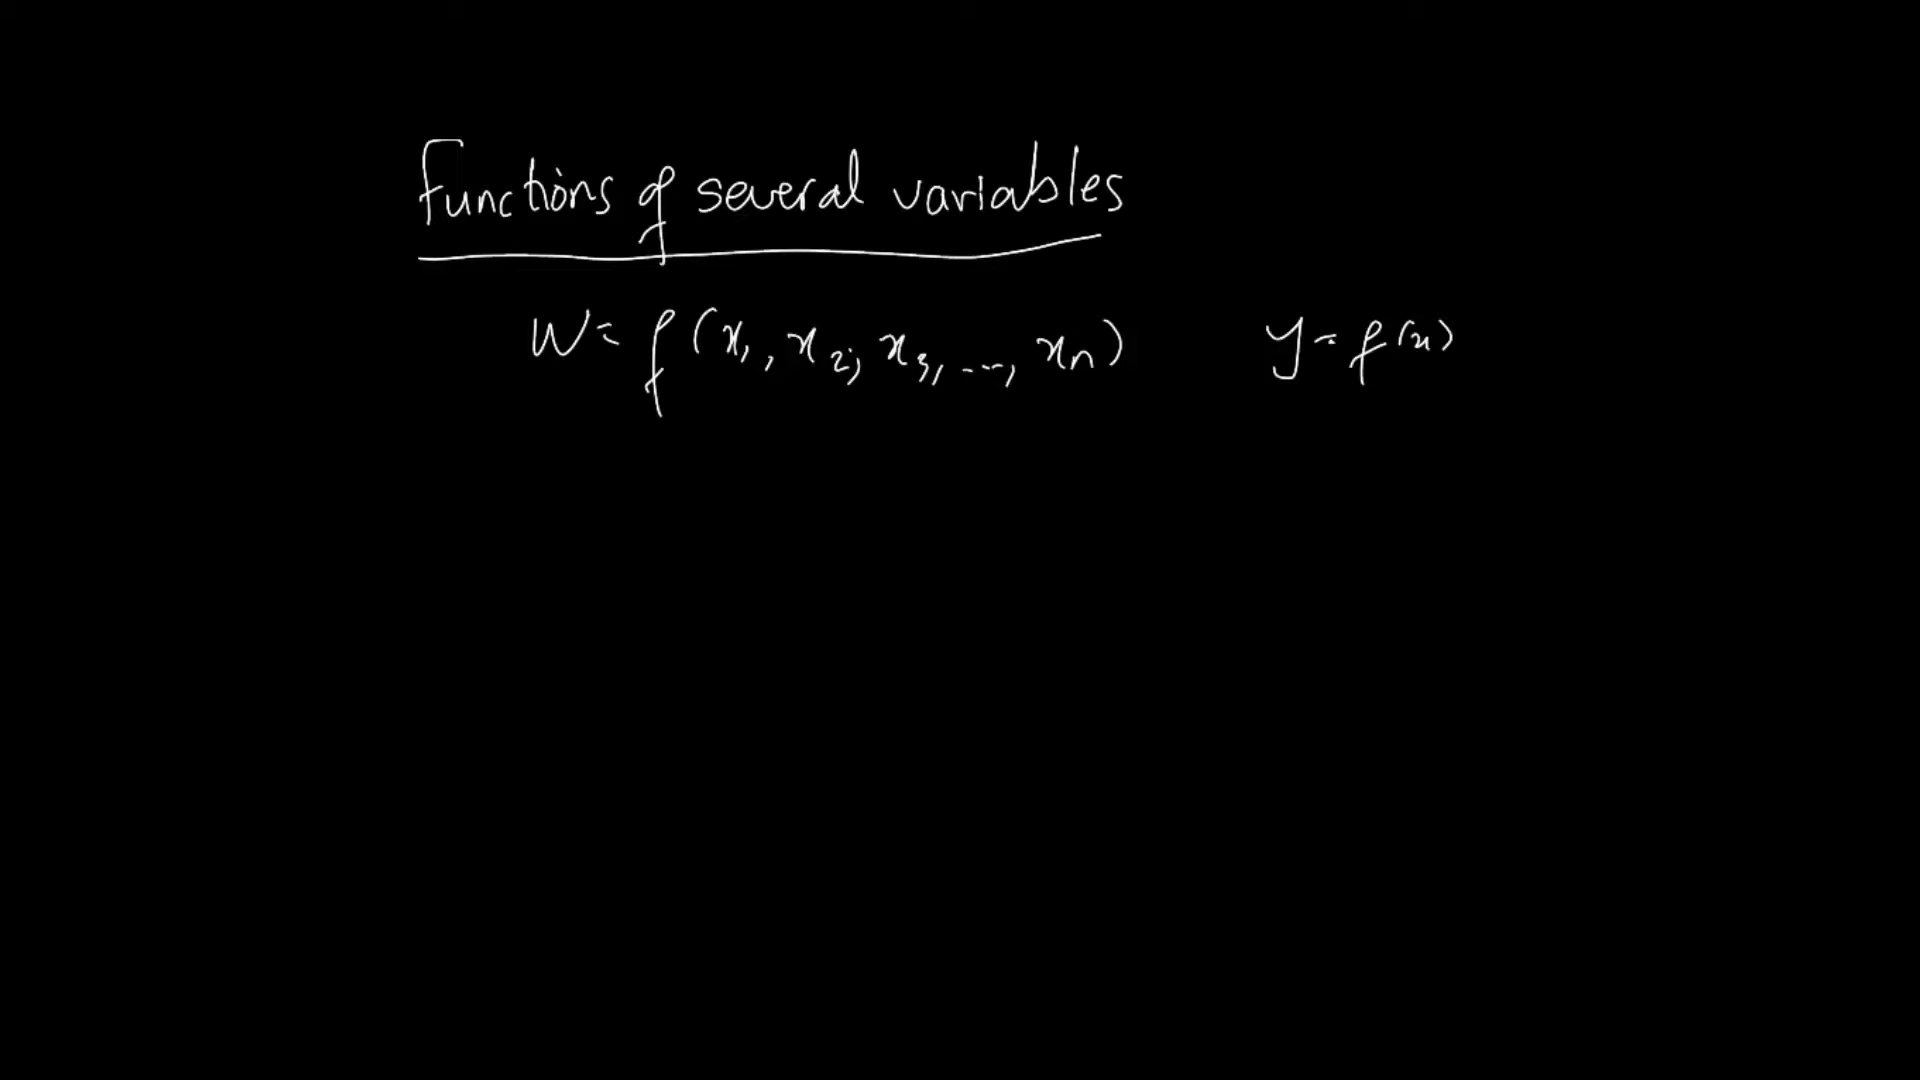 Functions of several variables
W = f(x₁, x₂, x₃, ..., xₙ) y = f(x)